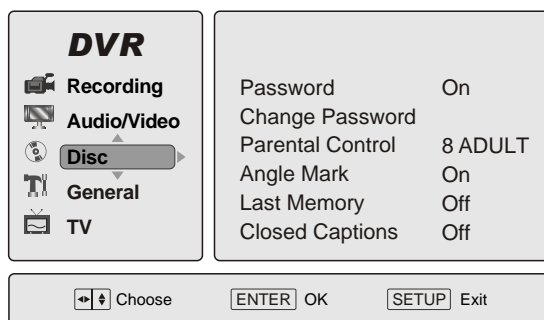 DVR
Recording
Audio/Video
Disc
General
TV
Password On
Change Password
Parental Control 8 ADULT
Angle Mark On
Last Memory Off
Closed Captions Off
Choose ENTER OK SETUP Exit